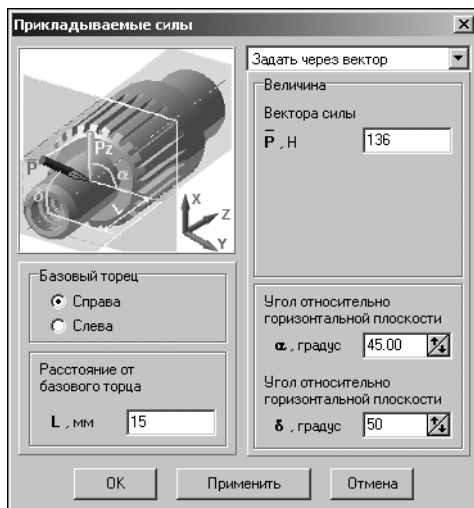 Прикладываемые силы
Задать через вектор
Pz
P
α
δ
L
X
Z
Y
Величина
Вектора силы
P , Н
136
Базовый торец
Справа
Слева
Расстояние от
базового торца
L , мм
15
Угол относительно
горизонтальной плоскости
α , градус
45.00
Угол относительно
горизонтальной плоскости
δ , градус
50
OK
Применить
Отмена